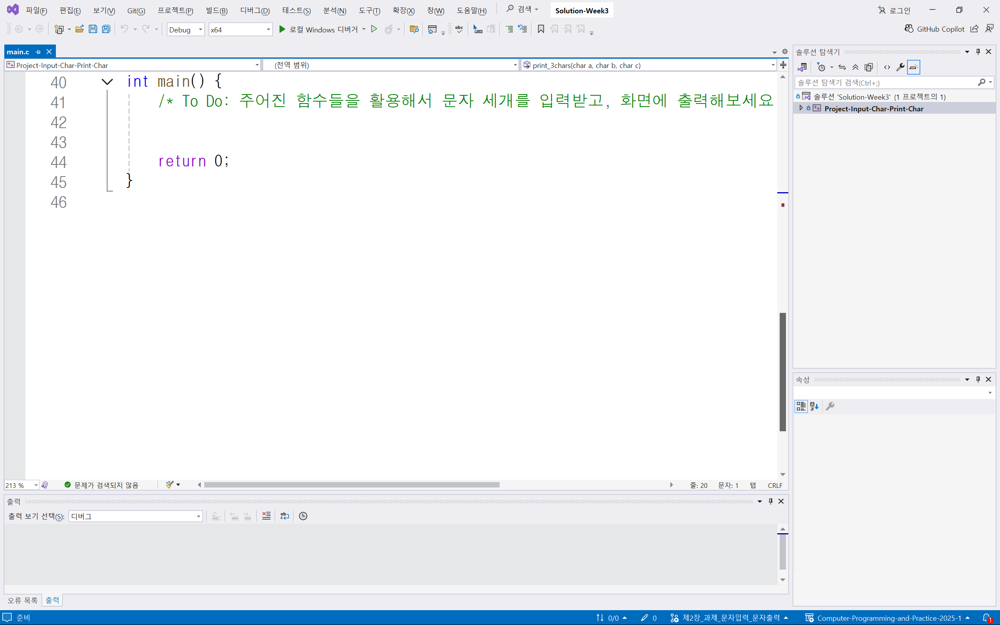 파일(F) 편집(E) 보기(V) Git(G) 프로젝트(P) 빌드(B) 디버그(D) 테스트(S) 분석(N) 도구(T) 확장(X) 창(W) 도움말(H) 검색 Solution-Week3 로그인
Debug x64 로컬 Windows 디버거 abc GitHub Copilot
main.c
Project-Input-Char-Print-Char (전역 범위) print_3chars(char a, char b, char c)
40 int main() {
41 /* To Do: 주어진 함수들을 활용해서 문자 세개를 입력받고, 화면에 출력해보세요
42
43
44 return 0;
45 }
46
213 % 문제가 검색되지 않음 줄: 20 문자: 1 탭 CRLF
출력
출력 보기 선택(S): 디버그
오류 목록 출력
솔루션 탐색기
솔루션 탐색기 검색(Ctrl+;)
솔루션 'Solution-Week3' (1 프로젝트의 1)
Project-Input-Char-Print-Char
속성
준비 0/0 0 제2장_과제_문자입력_문자출력 Computer-Programming-and-Practice-2025-1 1